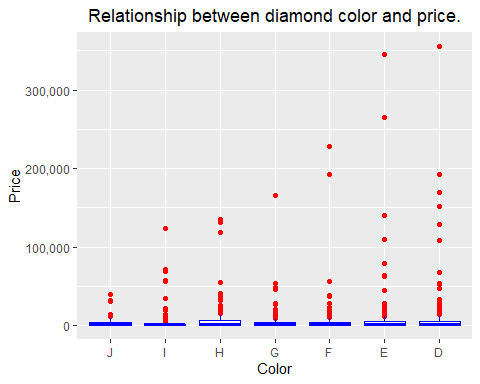 Relationship between diamond color and price.
Price
300,000
200,000
100,000
0
J I H G F E D
Color